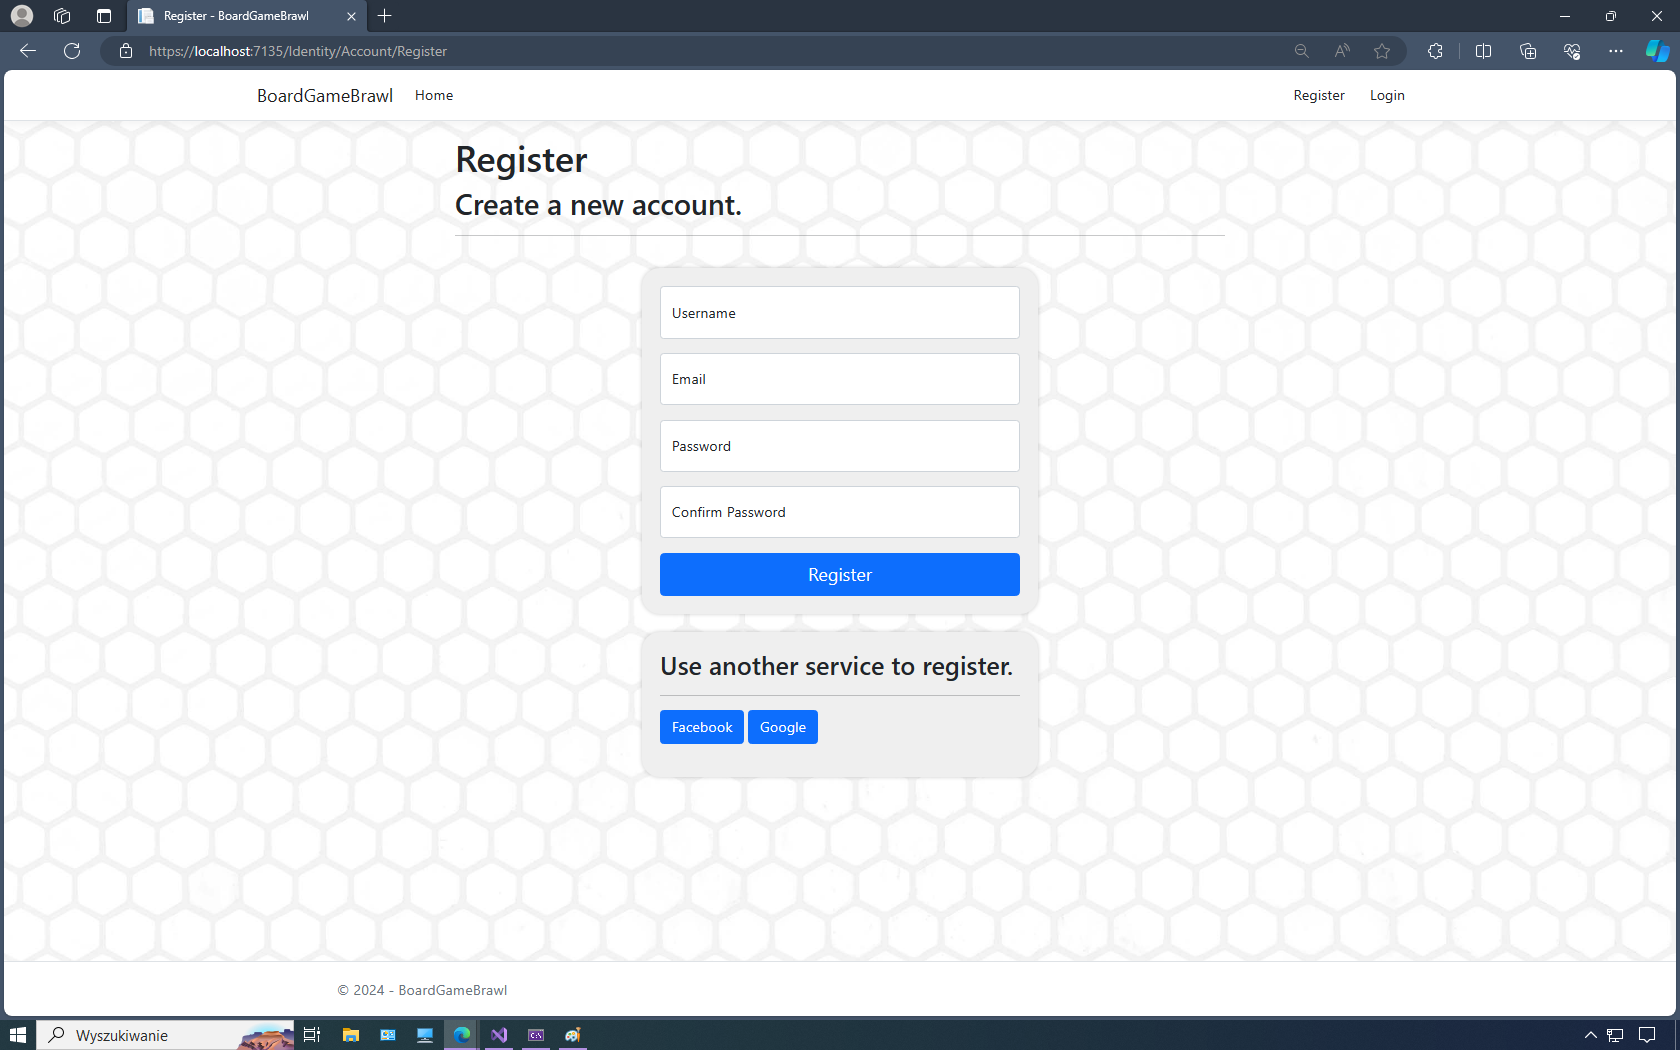 Register - BoardGameBrawl
https://localhost:7135/Identity/Account/Register
BoardGameBrawl Home Register Login
Register
Create a new account.
Username
Email
Password
Confirm Password
Register
Use another service to register.
Facebook Google
© 2024 - BoardGameBrawl
Wyszukiwanie